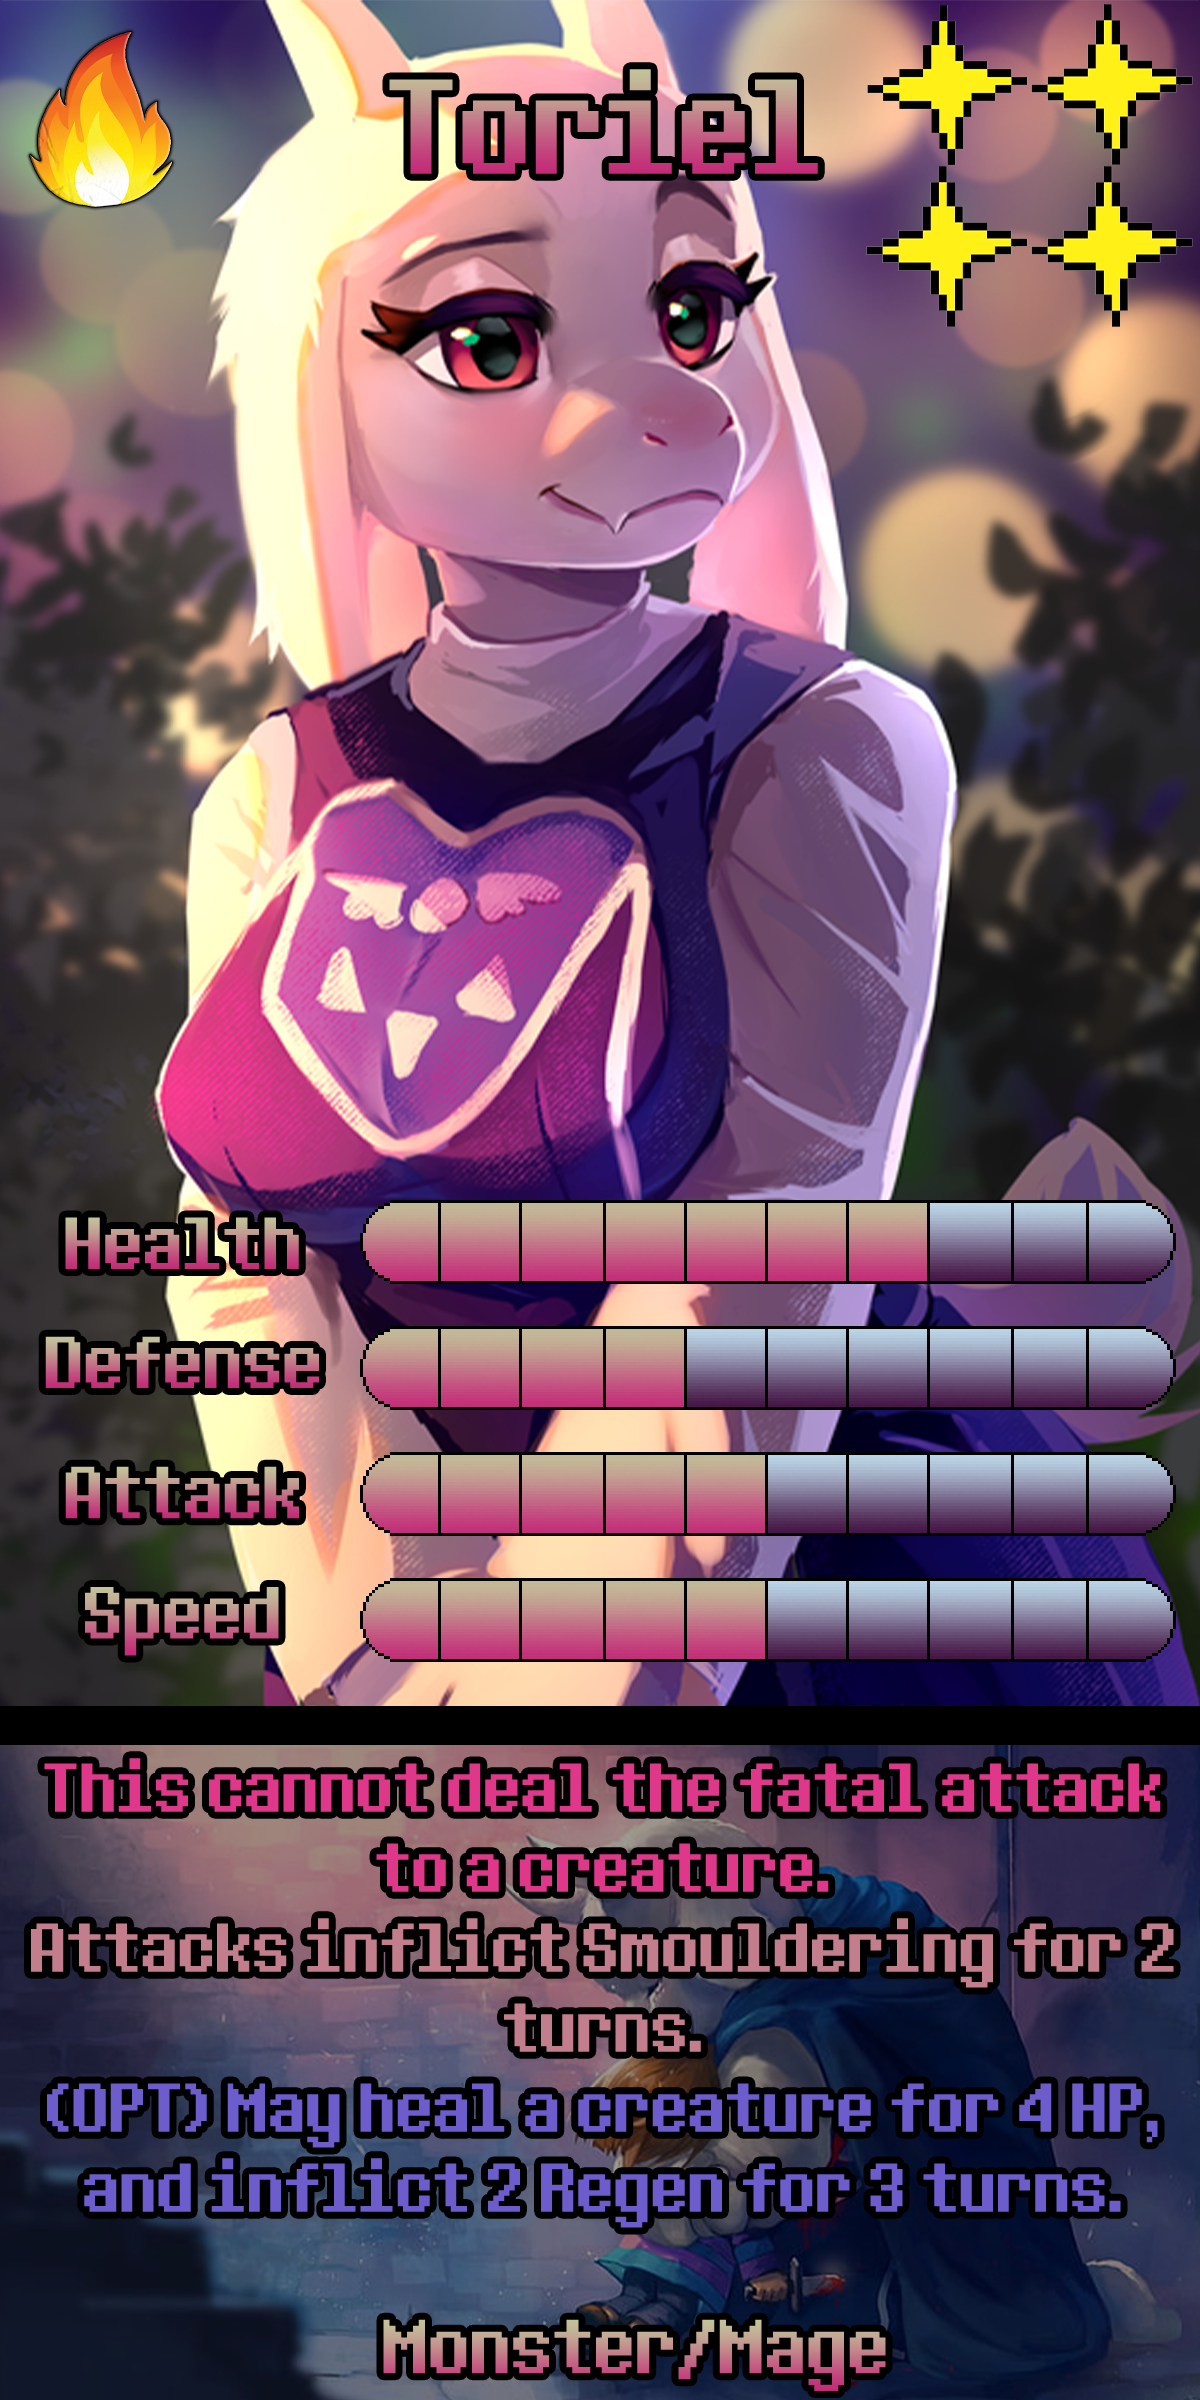 Toriel
Health
Defense
Attack
Speed
This cannot deal the fatal attack
to a creature.
Attacks inflict Smouldering for 2
turns.
(OPT) May heal a creature for 4 HP,
and inflict 2 Regen for 3 turns.
Monster/Mage